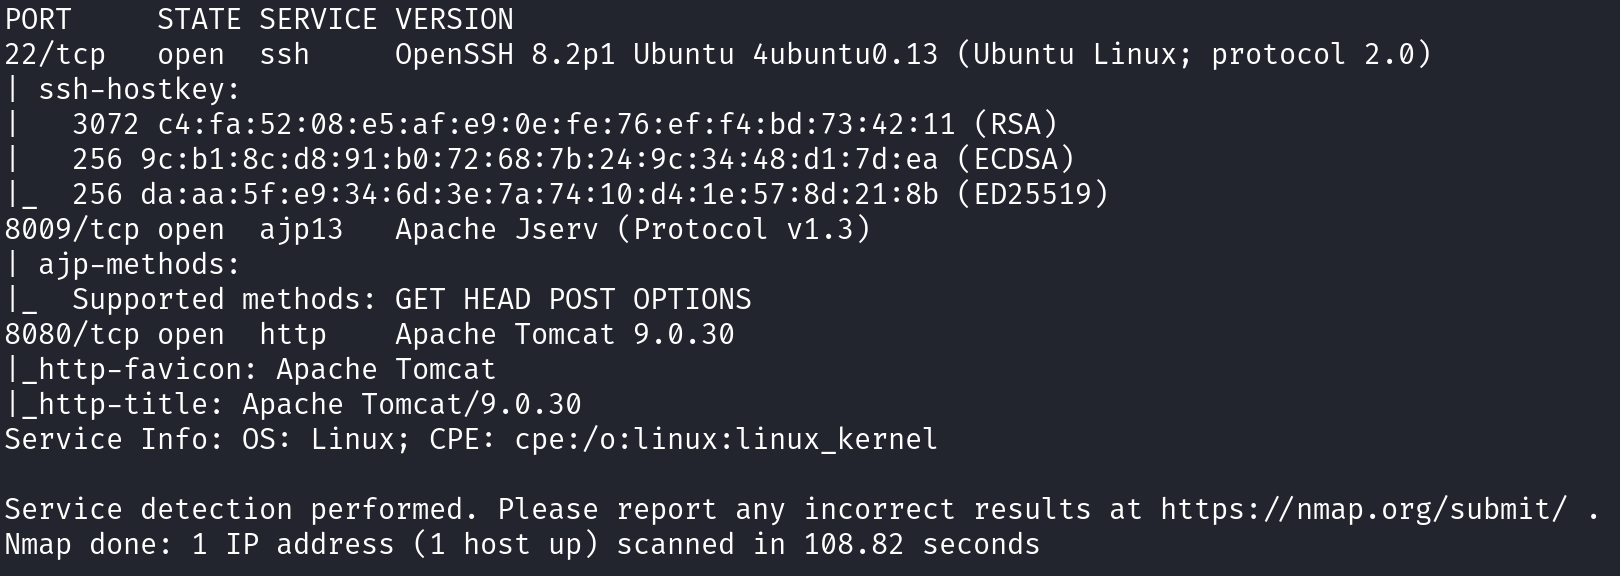 PORT     STATE SERVICE VERSION
22/tcp   open  ssh     OpenSSH 8.2p1 Ubuntu 4ubuntu0.13 (Ubuntu Linux; protocol 2.0)
| ssh-hostkey:
|   3072 c4:fa:52:08:e5:af:e9:0e:fe:76:ef:f4:bd:73:42:11 (RSA)
|   256 9c:b1:8c:d8:91:b0:72:68:7b:24:9c:34:48:d1:7d:ea (ECDSA)
|_  256 da:aa:5f:e9:34:6d:3e:7a:74:10:d4:1e:57:8d:21:8b (ED25519)
8009/tcp open  ajp13   Apache Jserv (Protocol v1.3)
| ajp-methods:
|_  Supported methods: GET HEAD POST OPTIONS
8080/tcp open  http    Apache Tomcat 9.0.30
|_http-favicon: Apache Tomcat
|_http-title: Apache Tomcat/9.0.30
Service Info: OS: Linux; CPE: cpe:/o:linux:linux_kernel

Service detection performed. Please report any incorrect results at https://nmap.org/submit/ .
Nmap done: 1 IP address (1 host up) scanned in 108.82 seconds